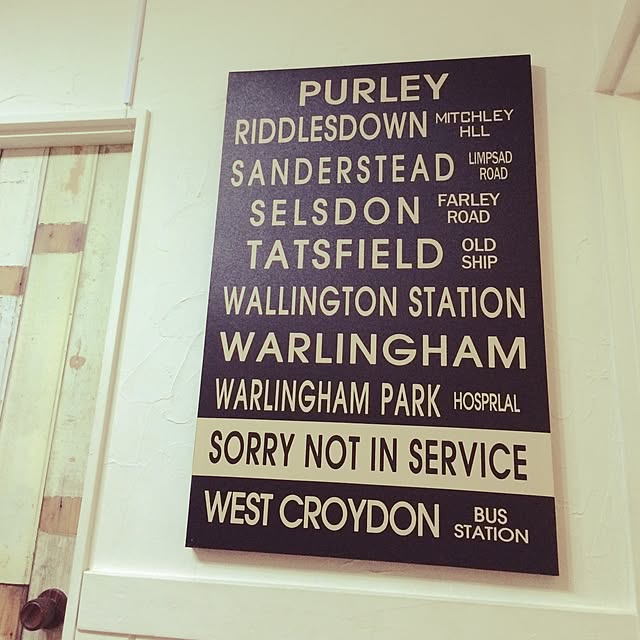 PURLEY
RIDDLESDOWN MITCHLEY HLL
SANDERSTEAD LIMPSAD ROAD
SELSDON FARLEY ROAD
TATSFIELD OLD SHIP
WALLINGTON STATION
WARLINGHAM
WARLINGHAM PARK HOSPRLAL
SORRY NOT IN SERVICE
WEST CROYDON BUS STATION